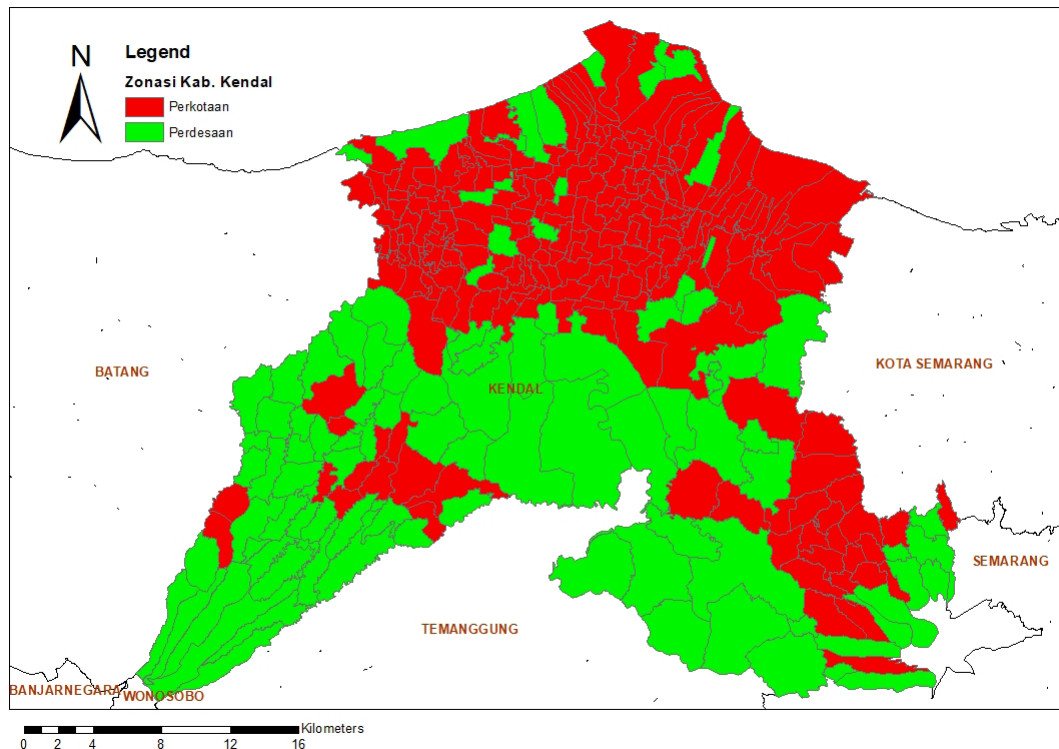 N
Legend
Zonasi Kab. Kendal
Perkotaan
Perdesaan
BATANG
KENDAL
KOTA SEMARANG
SEMARANG
TEMANGGUNG
BANJARNEGARA
WONOSOBO
Kilometers
0 2 4 8 12 16